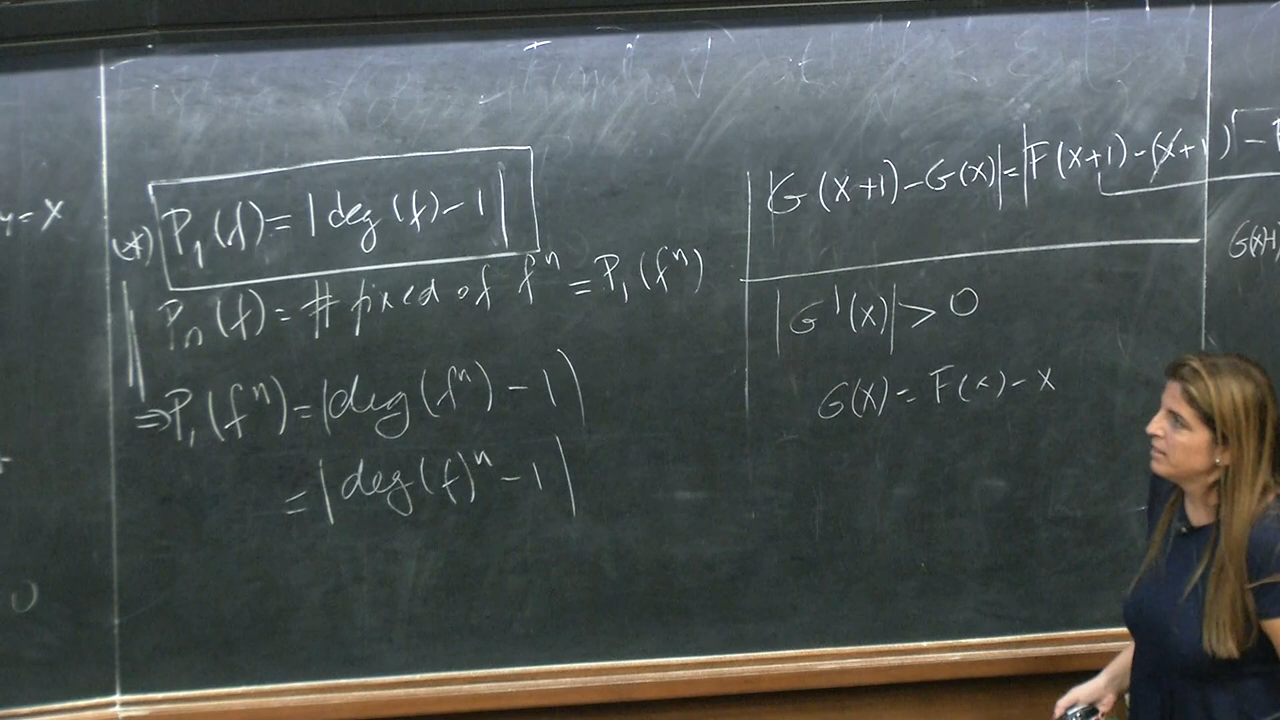 y=x
(*) P₁(f)=|deg(f)-1|
Pₙ(f)= # fixed of fⁿ = P₁(fⁿ)
⇒P₁(fⁿ)=|deg(fⁿ)-1|
=|deg(f)ⁿ-1|
|G(x+1)-G(x)|=|F(x+1)-(x+1)-
|G'(x)|>0
G(x)=F(x)-x
G(x)+
0